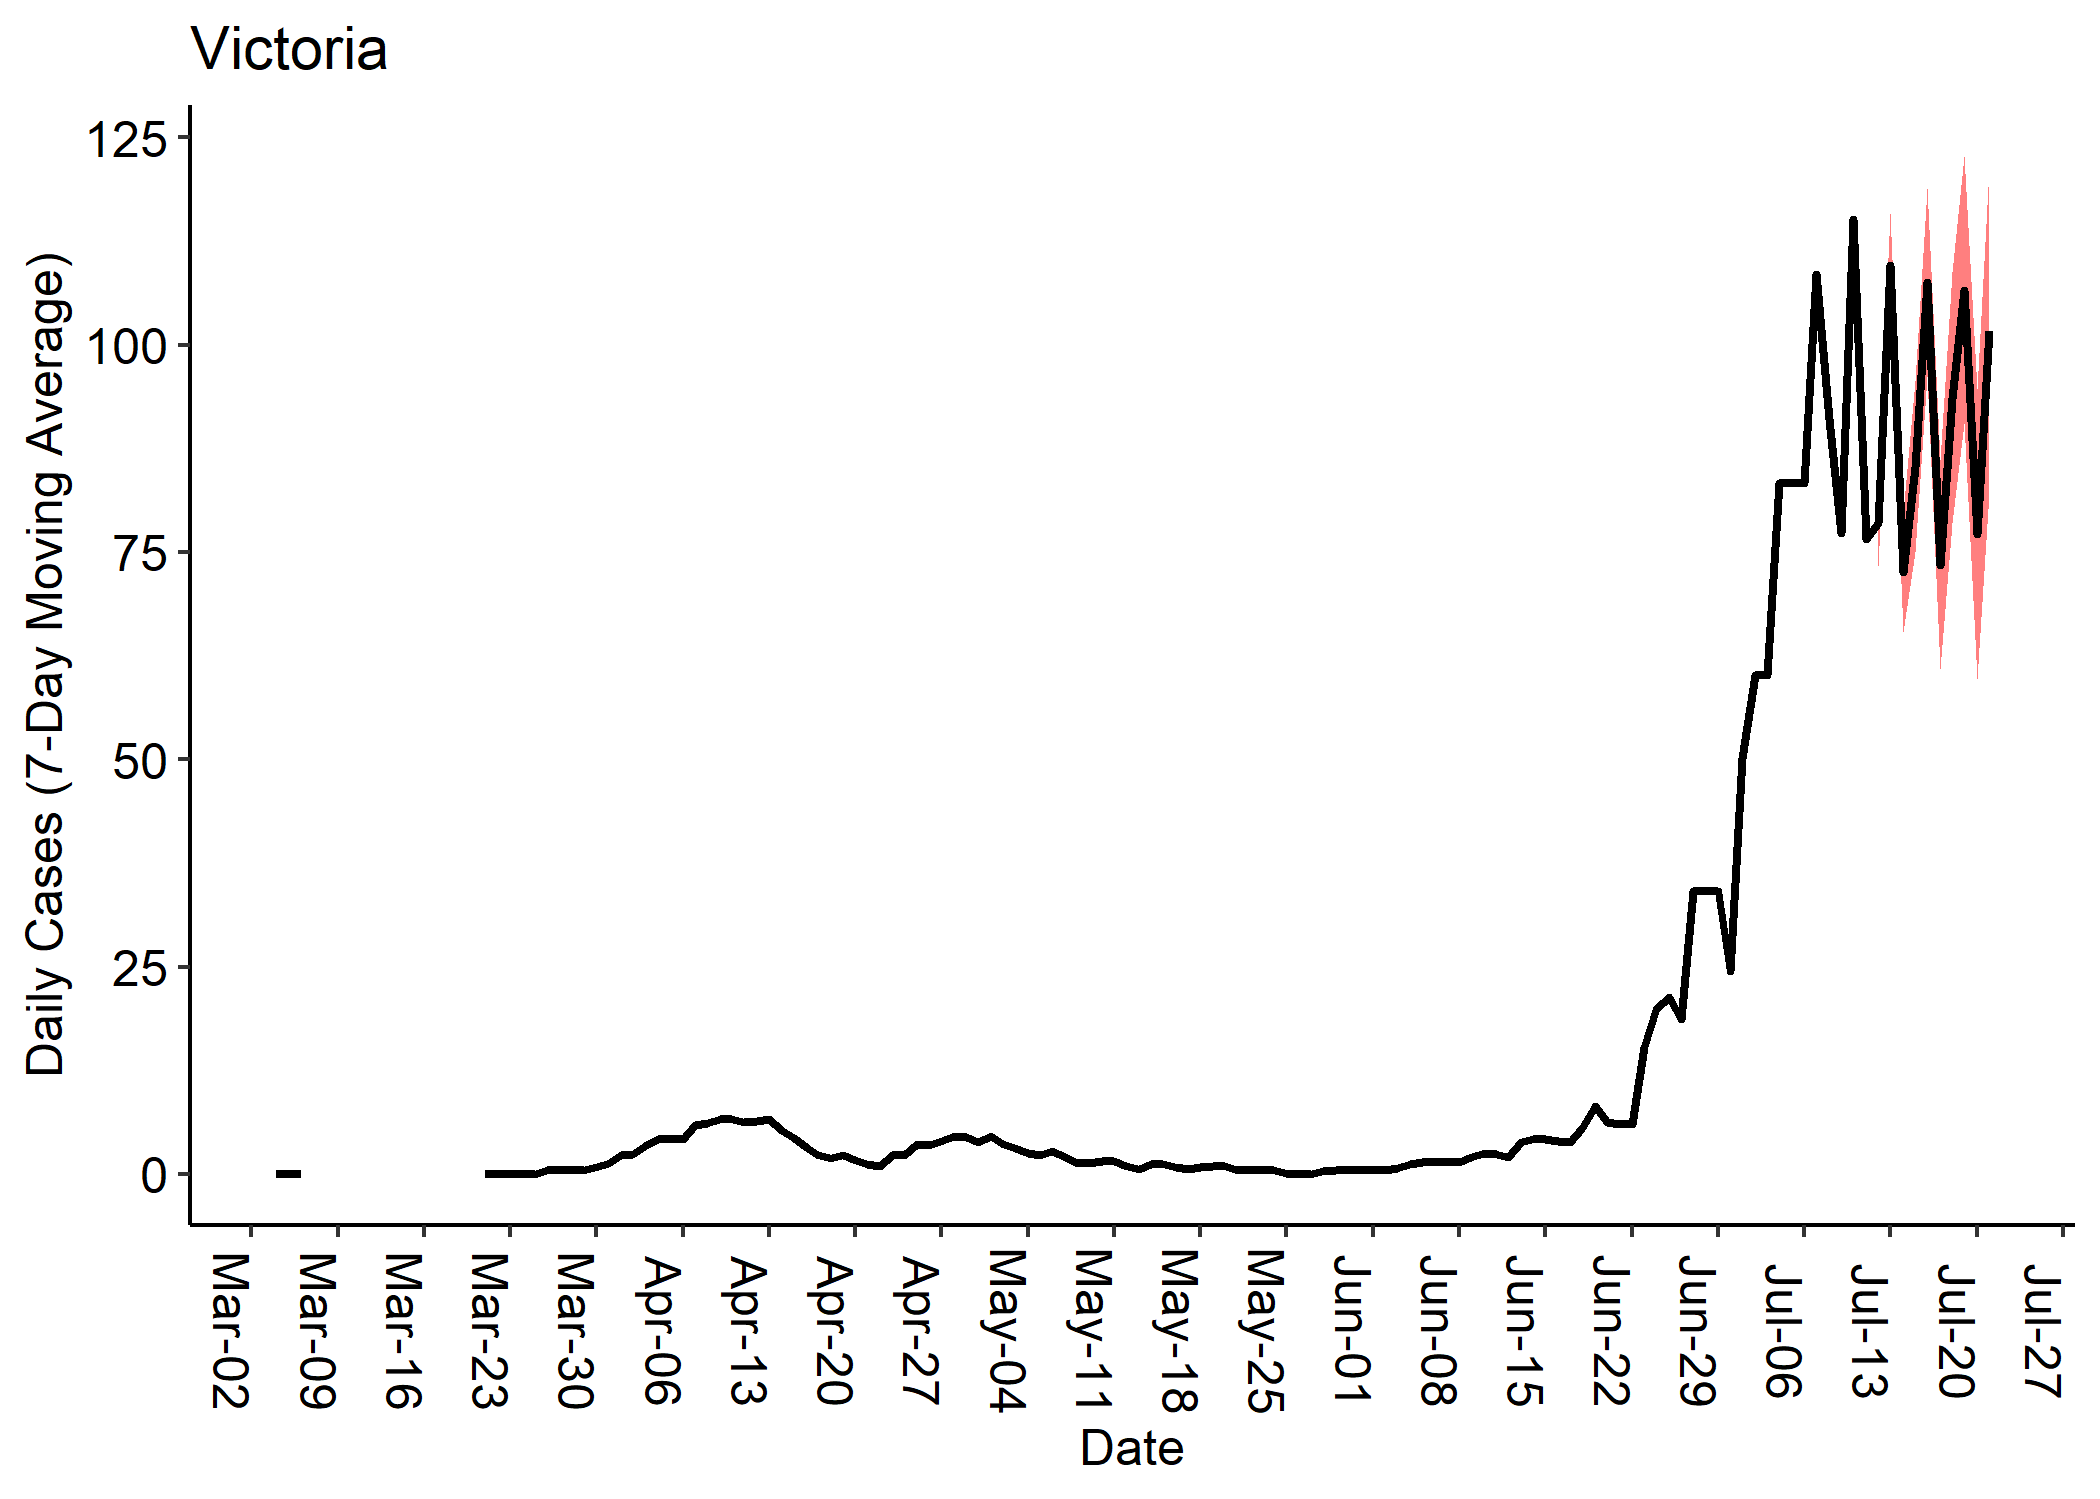 Victoria
Daily Cases (7-Day Moving Average)
125
100
75
50
25
0
Mar-02
Mar-09
Mar-16
Mar-23
Mar-30
Apr-06
Apr-13
Apr-20
Apr-27
May-04
May-11
May-18
May-25
Jun-01
Jun-08
Jun-15
Jun-22
Jun-29
Jul-06
Jul-13
Jul-20
Jul-27
Date